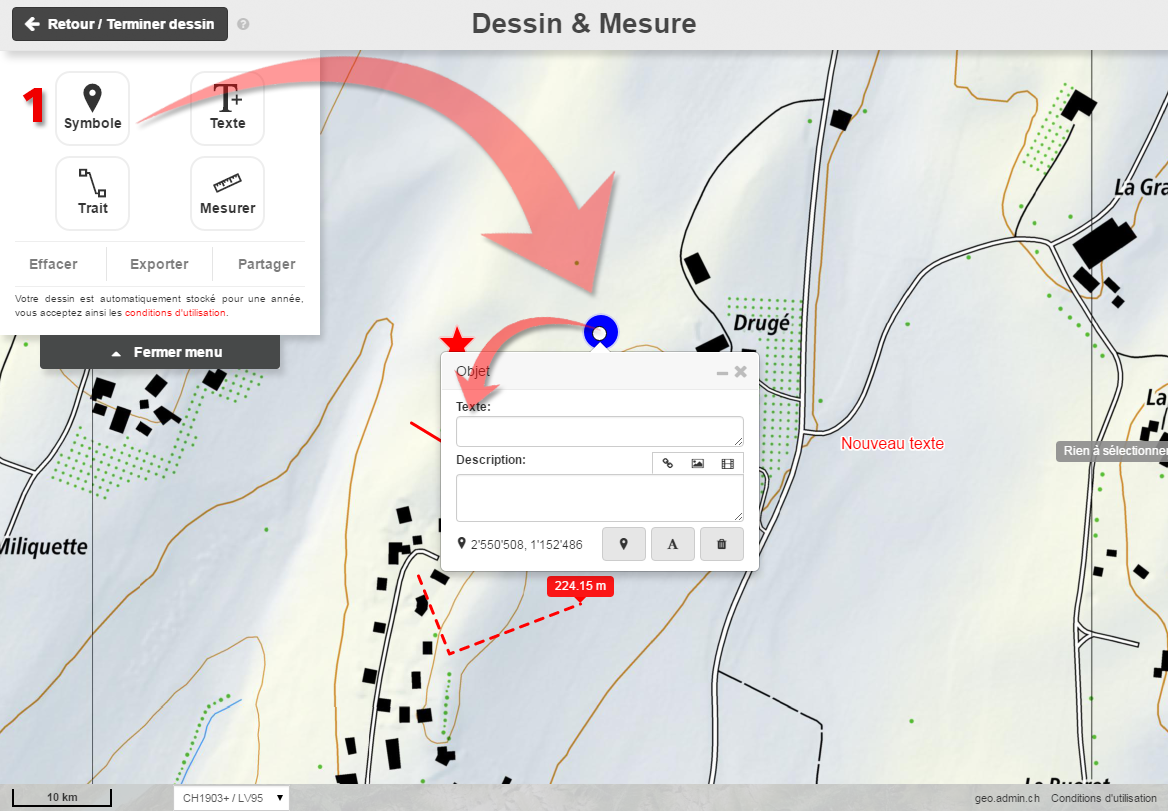 Retour / Terminer dessin
Dessin & Mesure
1
Symbole
Texte
Trait
Mesurer
Effacer
Exporter
Partager
Votre dessin est automatiquement stocké pour une année,
vous acceptez ainsi les conditions d'utilisation.
Fermer menu
La Gra
Drugé
Objet
Texte:
La
Nouveau texte
Rien à sélectionner
Description:
Miliquette
2'550'508, 1'152'486
A
224.15 m
10 km
CH1903+ / LV95
geo.admin.ch
Conditions d'utilisation